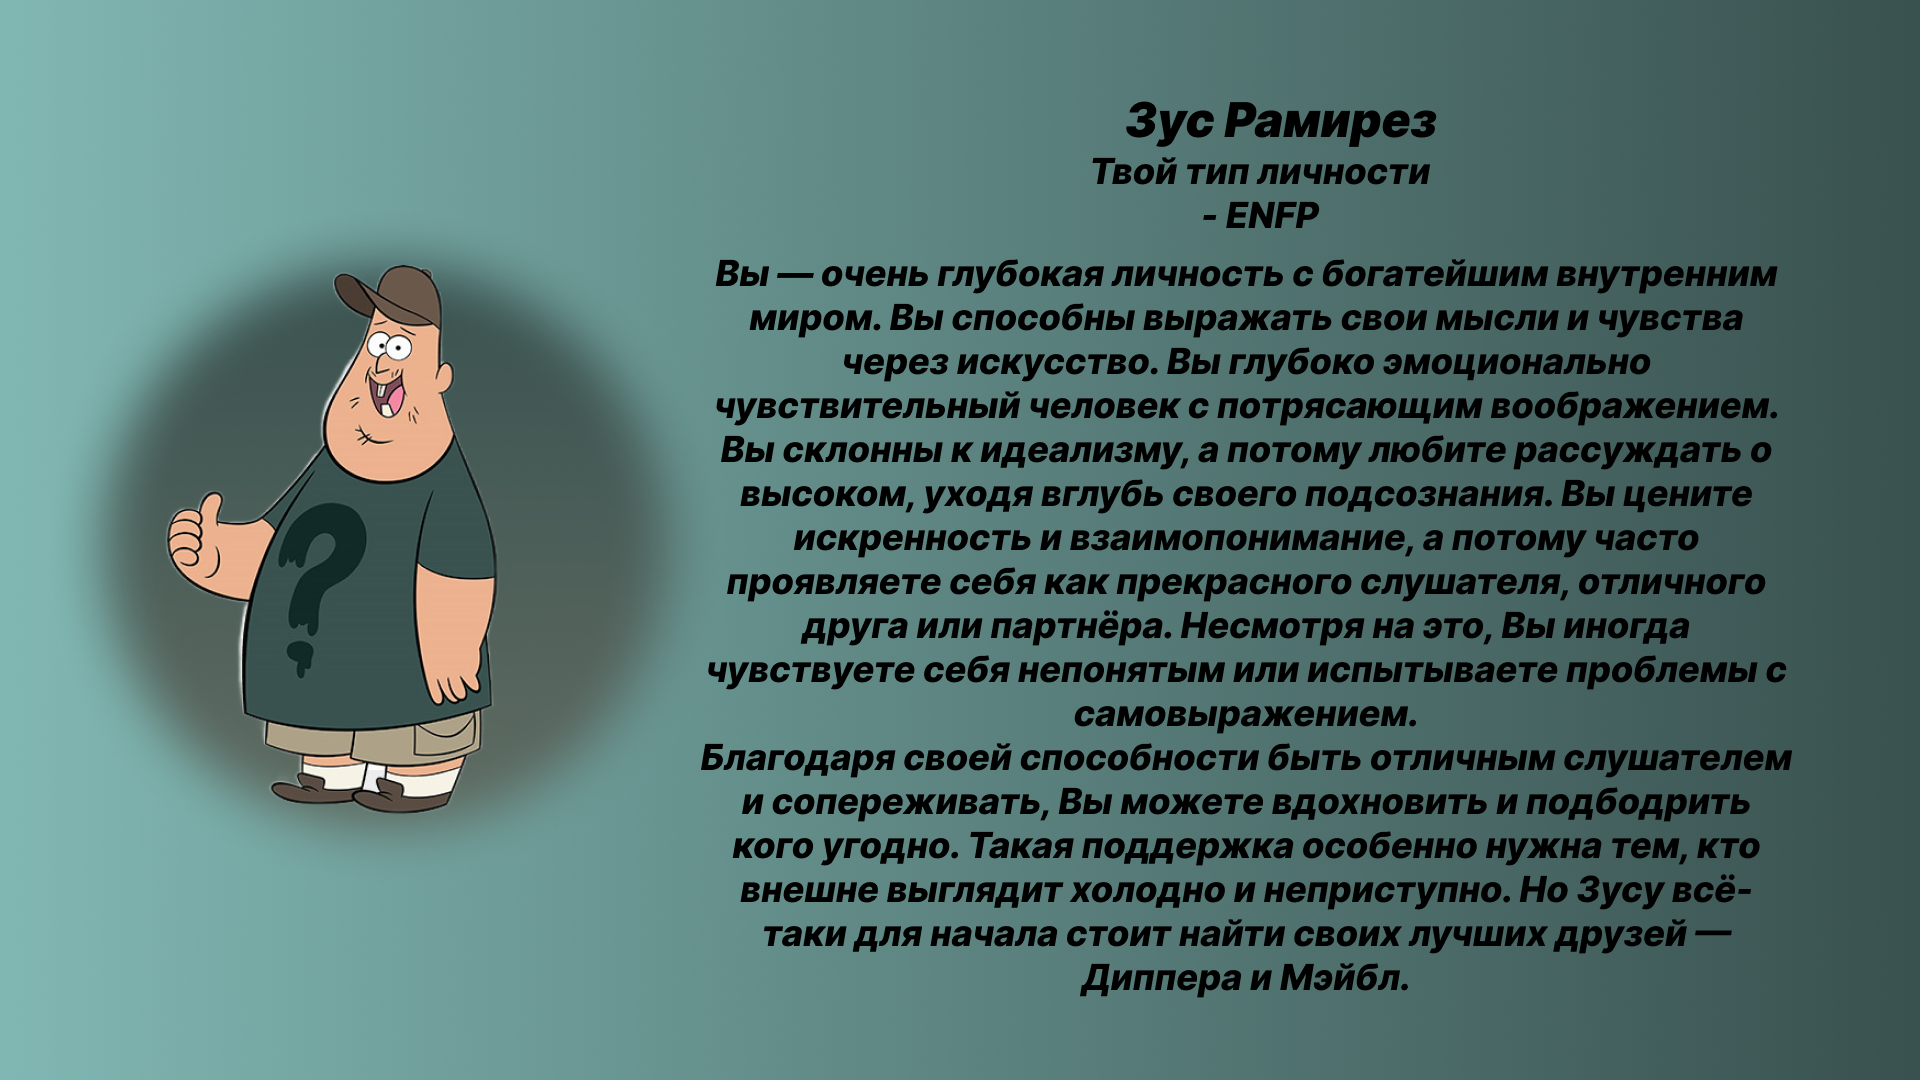 Зус Рамирез
Твой тип личности
- ENFP
Вы — очень глубокая личность с богатейшим внутренним
миром. Вы способны выражать свои мысли и чувства
через искусство. Вы глубоко эмоционально
чувствительный человек с потрясающим воображением.
Вы склонны к идеализму, а потому любите рассуждать о
высоком, уходя вглубь своего подсознания. Вы цените
искренность и взаимопонимание, а потому часто
проявляете себя как прекрасного слушателя, отличного
друга или партнёра. Несмотря на это, Вы иногда
чувствуете себя непонятым или испытываете проблемы с
самовыражением.
Благодаря своей способности быть отличным слушателем
и сопереживать, Вы можете вдохновить и подбодрить
кого угодно. Такая поддержка особенно нужна тем, кто
внешне выглядит холодно и неприступно. Но Зусу всё-
таки для начала стоит найти своих лучших друзей —
Диппера и Мэйбл.
?